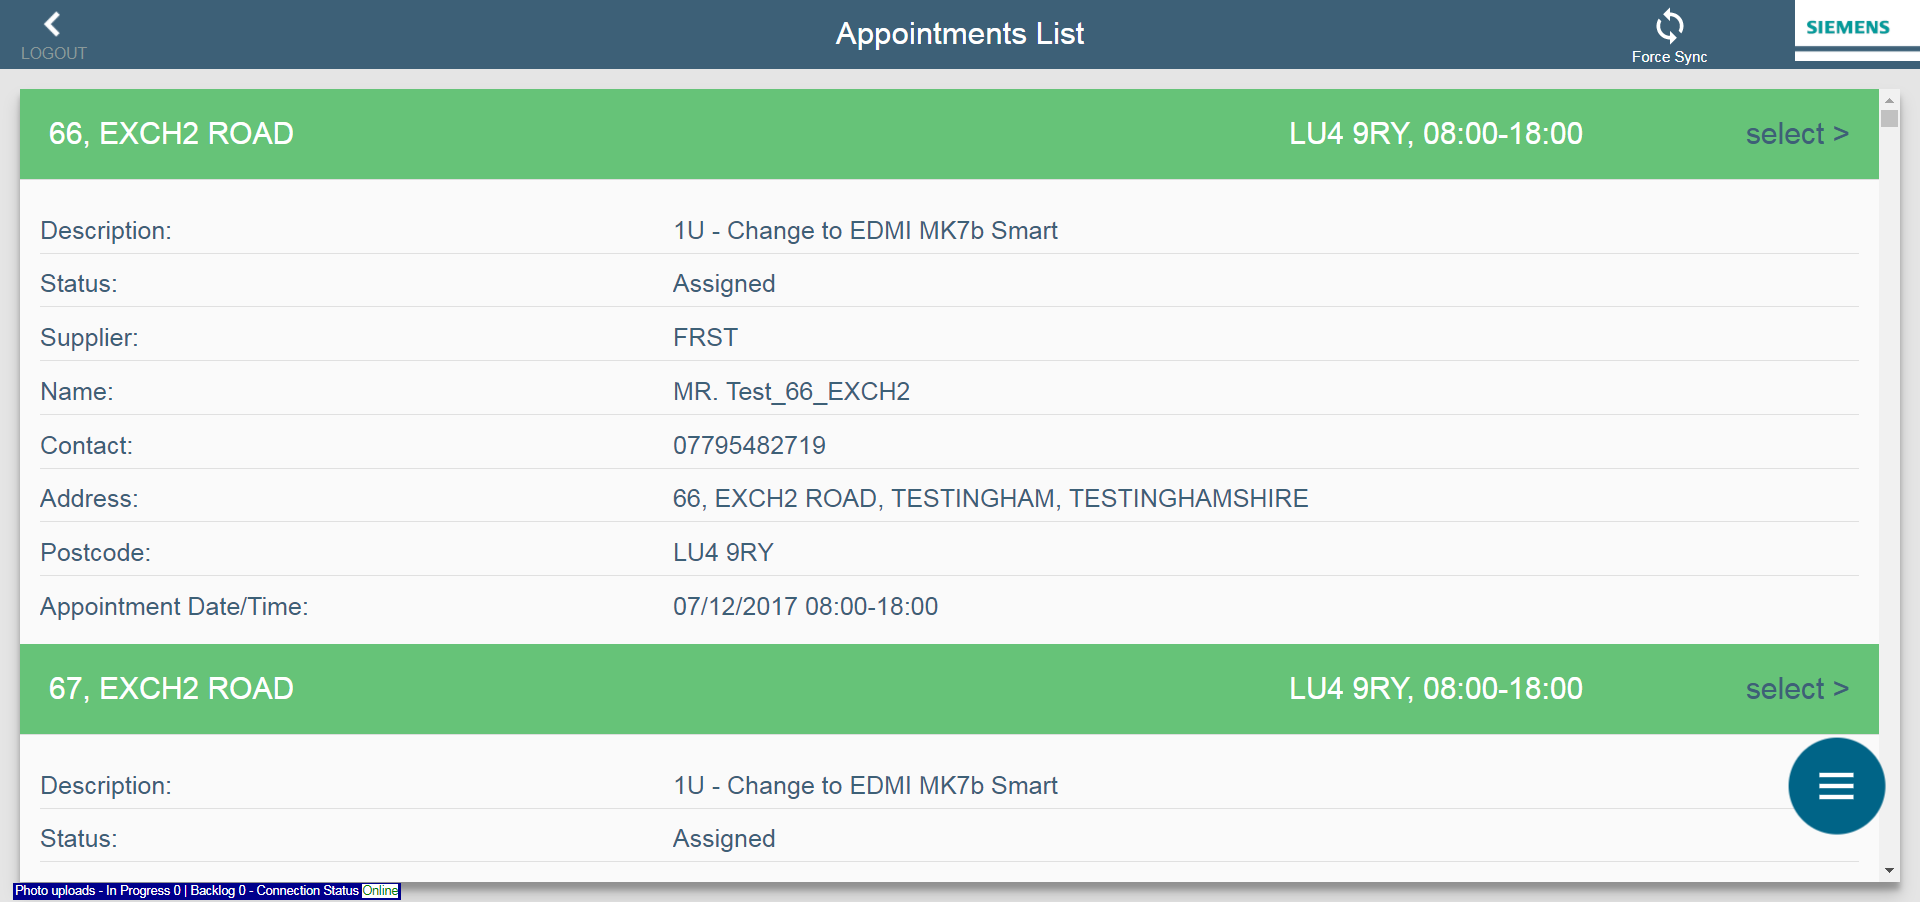 LOGOUT
Appointments List
Force Sync
SIEMENS
66, EXCH2 ROAD LU4 9RY, 08:00-18:00 select >
Description: 1U - Change to EDMI MK7b Smart
Status: Assigned
Supplier: FRST
Name: MR. Test_66_EXCH2
Contact: 07795482719
Address: 66, EXCH2 ROAD, TESTINGHAM, TESTINGHAMSHIRE
Postcode: LU4 9RY
Appointment Date/Time: 07/12/2017 08:00-18:00
67, EXCH2 ROAD LU4 9RY, 08:00-18:00 select >
Description: 1U - Change to EDMI MK7b Smart
Status: Assigned
Photo uploads - In Progress 0 | Backlog 0 - Connection Status Online